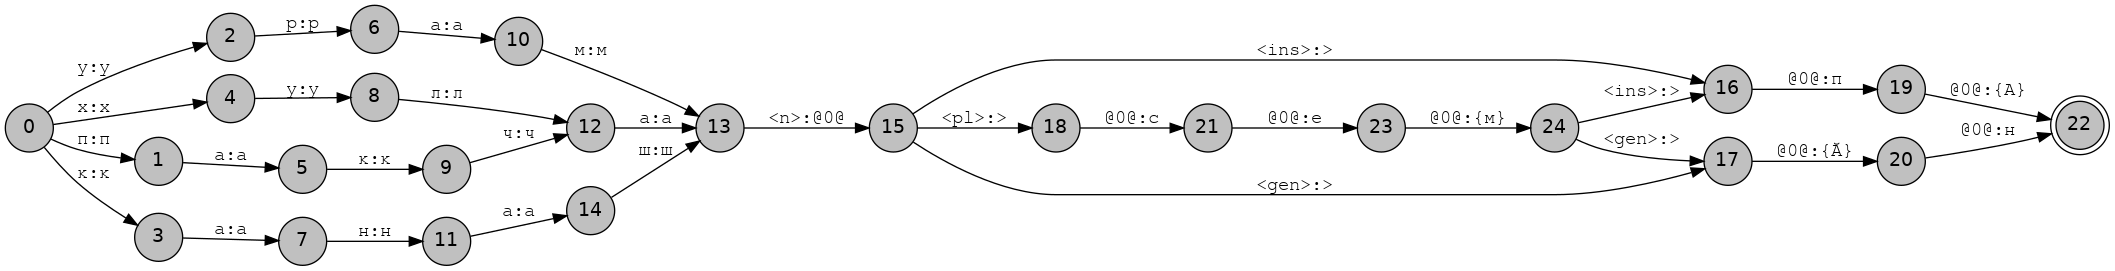 0
у:у
2
р:р
6
а:а
10
м:м
х:х
4
у:у
8
л:л
12
а:а
13
п:п
1
а:а
5
к:к
9
ч:ч
к:к
3
а:а
7
н:н
11
а:а
14
ш:ш
<n>:@0@
15
<ins>:>
<pl>:>
18
@0@:с
21
@0@:е
23
@0@:{м}
24
<ins>:>
16
@0@:п
19
@0@:{А}
22
<gen>:>
<gen>:>
17
@0@:{Ӑ}
20
@0@:н